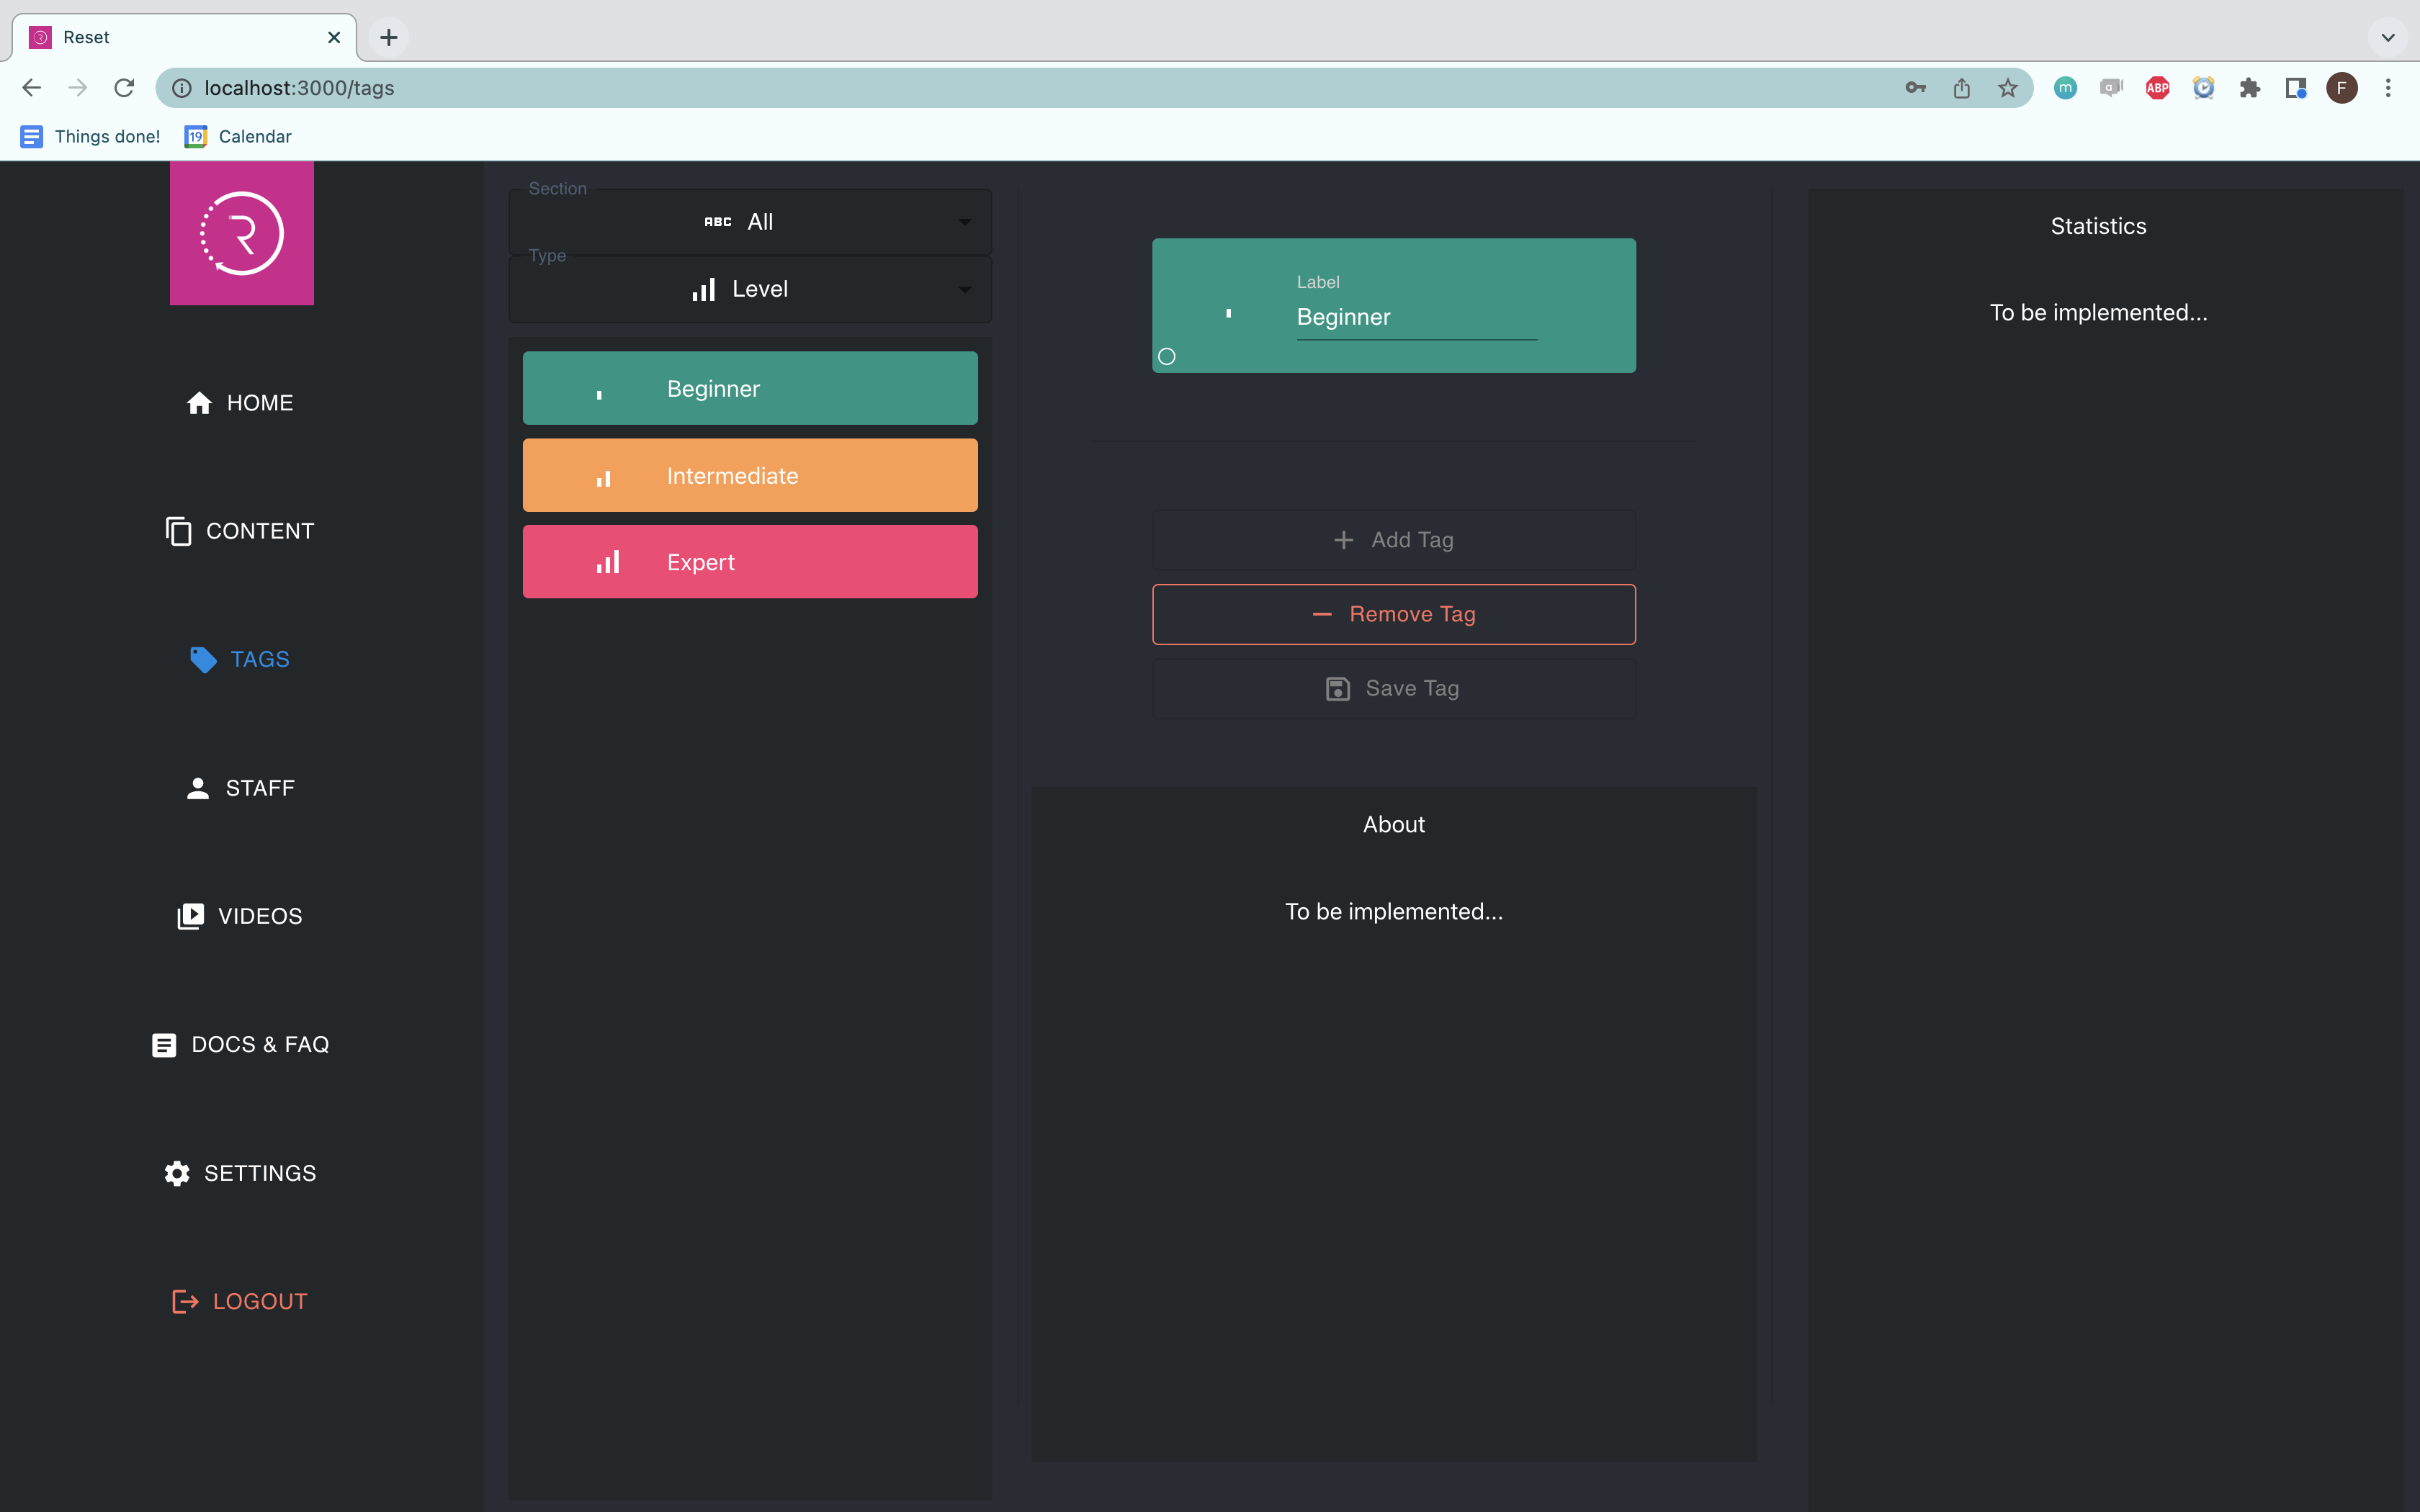 Reset
localhost:3000/tags
m
a
ABP
F
Things done!
19
Calendar
R
HOME
CONTENT
TAGS
STAFF
VIDEOS
DOCS & FAQ
SETTINGS
LOGOUT
Section
ABC All
Type
Level
Beginner
Intermediate
Expert
Label
Beginner
Add Tag
Remove Tag
Save Tag
About
To be implemented...
Statistics
To be implemented...